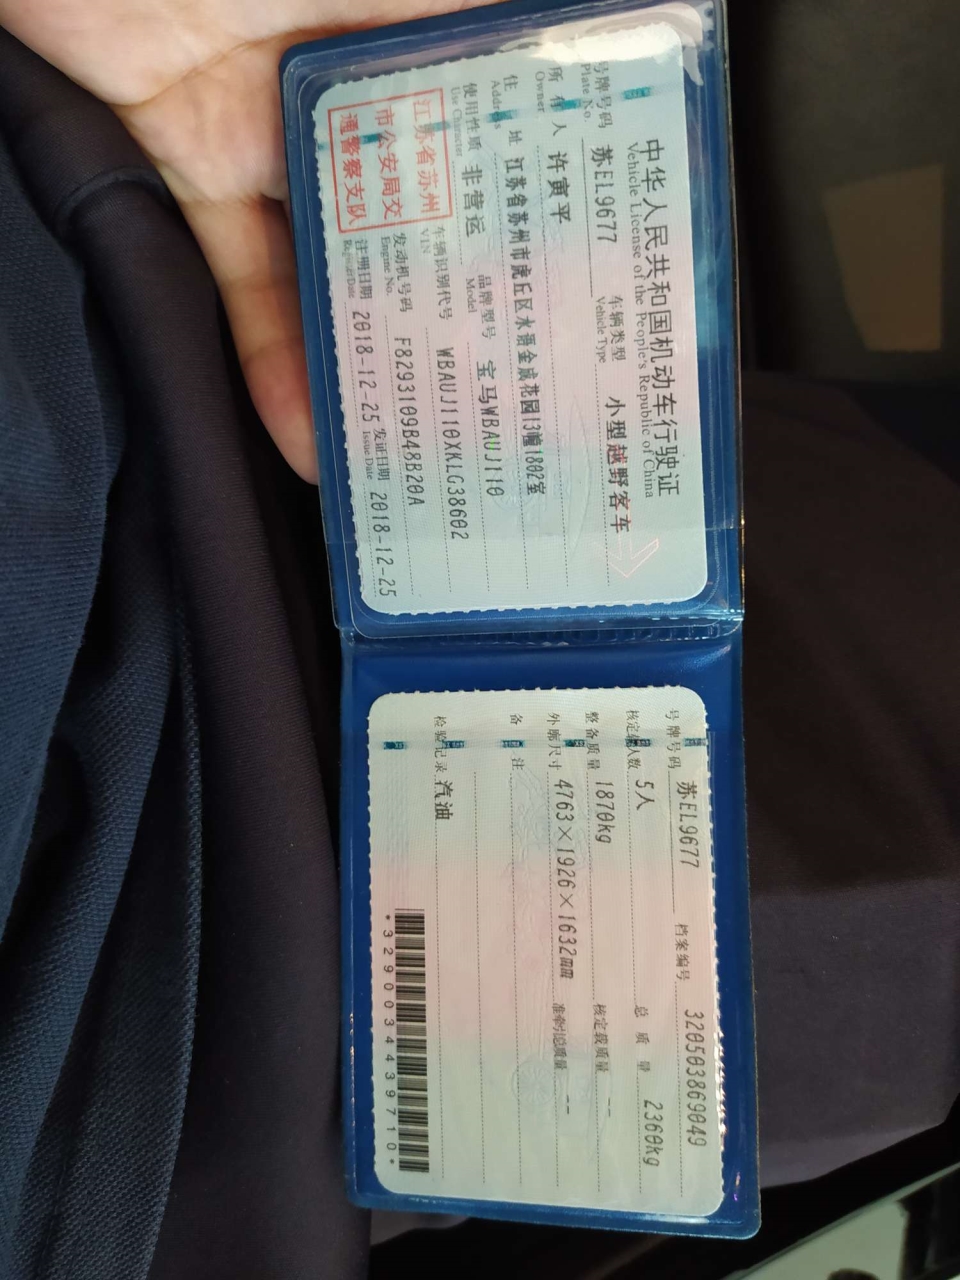 中华人民共和国机动车行驶证
Vehicle License of the People's Republic of China
号牌号码 苏EL9677 车辆类型 小型越野客车
Plate No. Vehicle Type
所有人 许寅平
Owner
住址 江苏省苏州市虎丘区水语金成花园13幢1802室
Address
使用性质 非营运 品牌型号 宝马WBAUJ110
Use Character Model
江苏省苏州
市公安局交
通警察支队
车辆识别代号 WBAUJ110XKLG38602
VIN
发动机号码 F8293109B48B20A
Engine No.
注册日期 2018-12-25 发证日期 2018-12-25
Register Date Issue Date
号牌号码 苏EL9677 档案编号 320503869049
核定载人数 5人 总质量 2360kg
整备质量 1870kg 核定载质量 --
外廓尺寸 4763×1926×1632mm 准牵引总质量 --
备注
检验记录 汽油
*3290034439710*